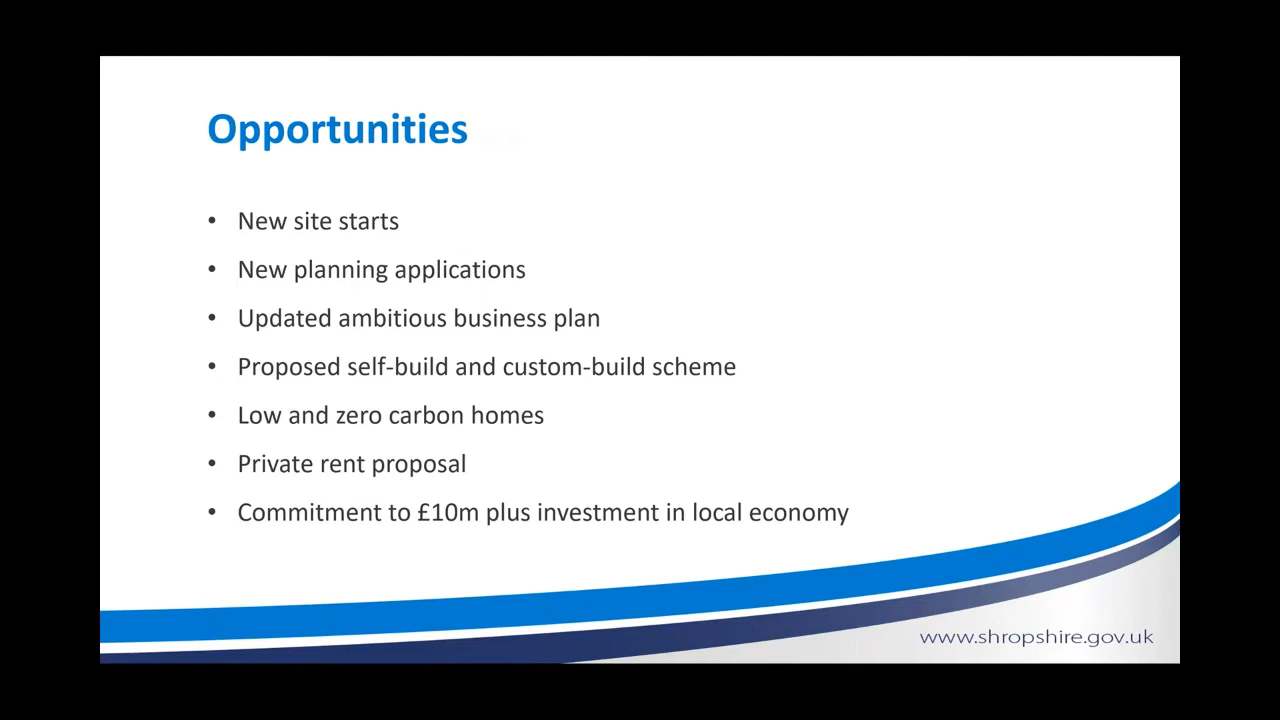 Opportunities
• New site starts
• New planning applications
• Updated ambitious business plan
• Proposed self-build and custom-build scheme
• Low and zero carbon homes
• Private rent proposal
• Commitment to £10m plus investment in local economy
www.shropshire.gov.uk